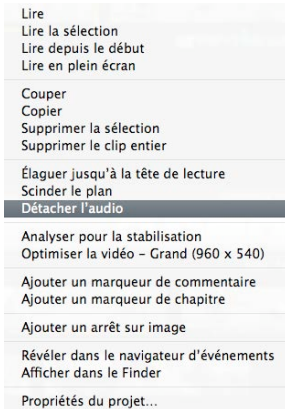 Lire
Lire la sélection
Lire depuis le début
Lire en plein écran
Couper
Copier
Supprimer la sélection
Supprimer le clip entier
Élaguer jusqu'à la tête de lecture
Scinder le plan
Détacher l'audio
Analyser pour la stabilisation
Optimiser la vidéo – Grand (960 x 540)
Ajouter un marqueur de commentaire
Ajouter un marqueur de chapitre
Ajouter un arrêt sur image
Révéler dans le navigateur d'événements
Afficher dans le Finder
Propriétés du projet...